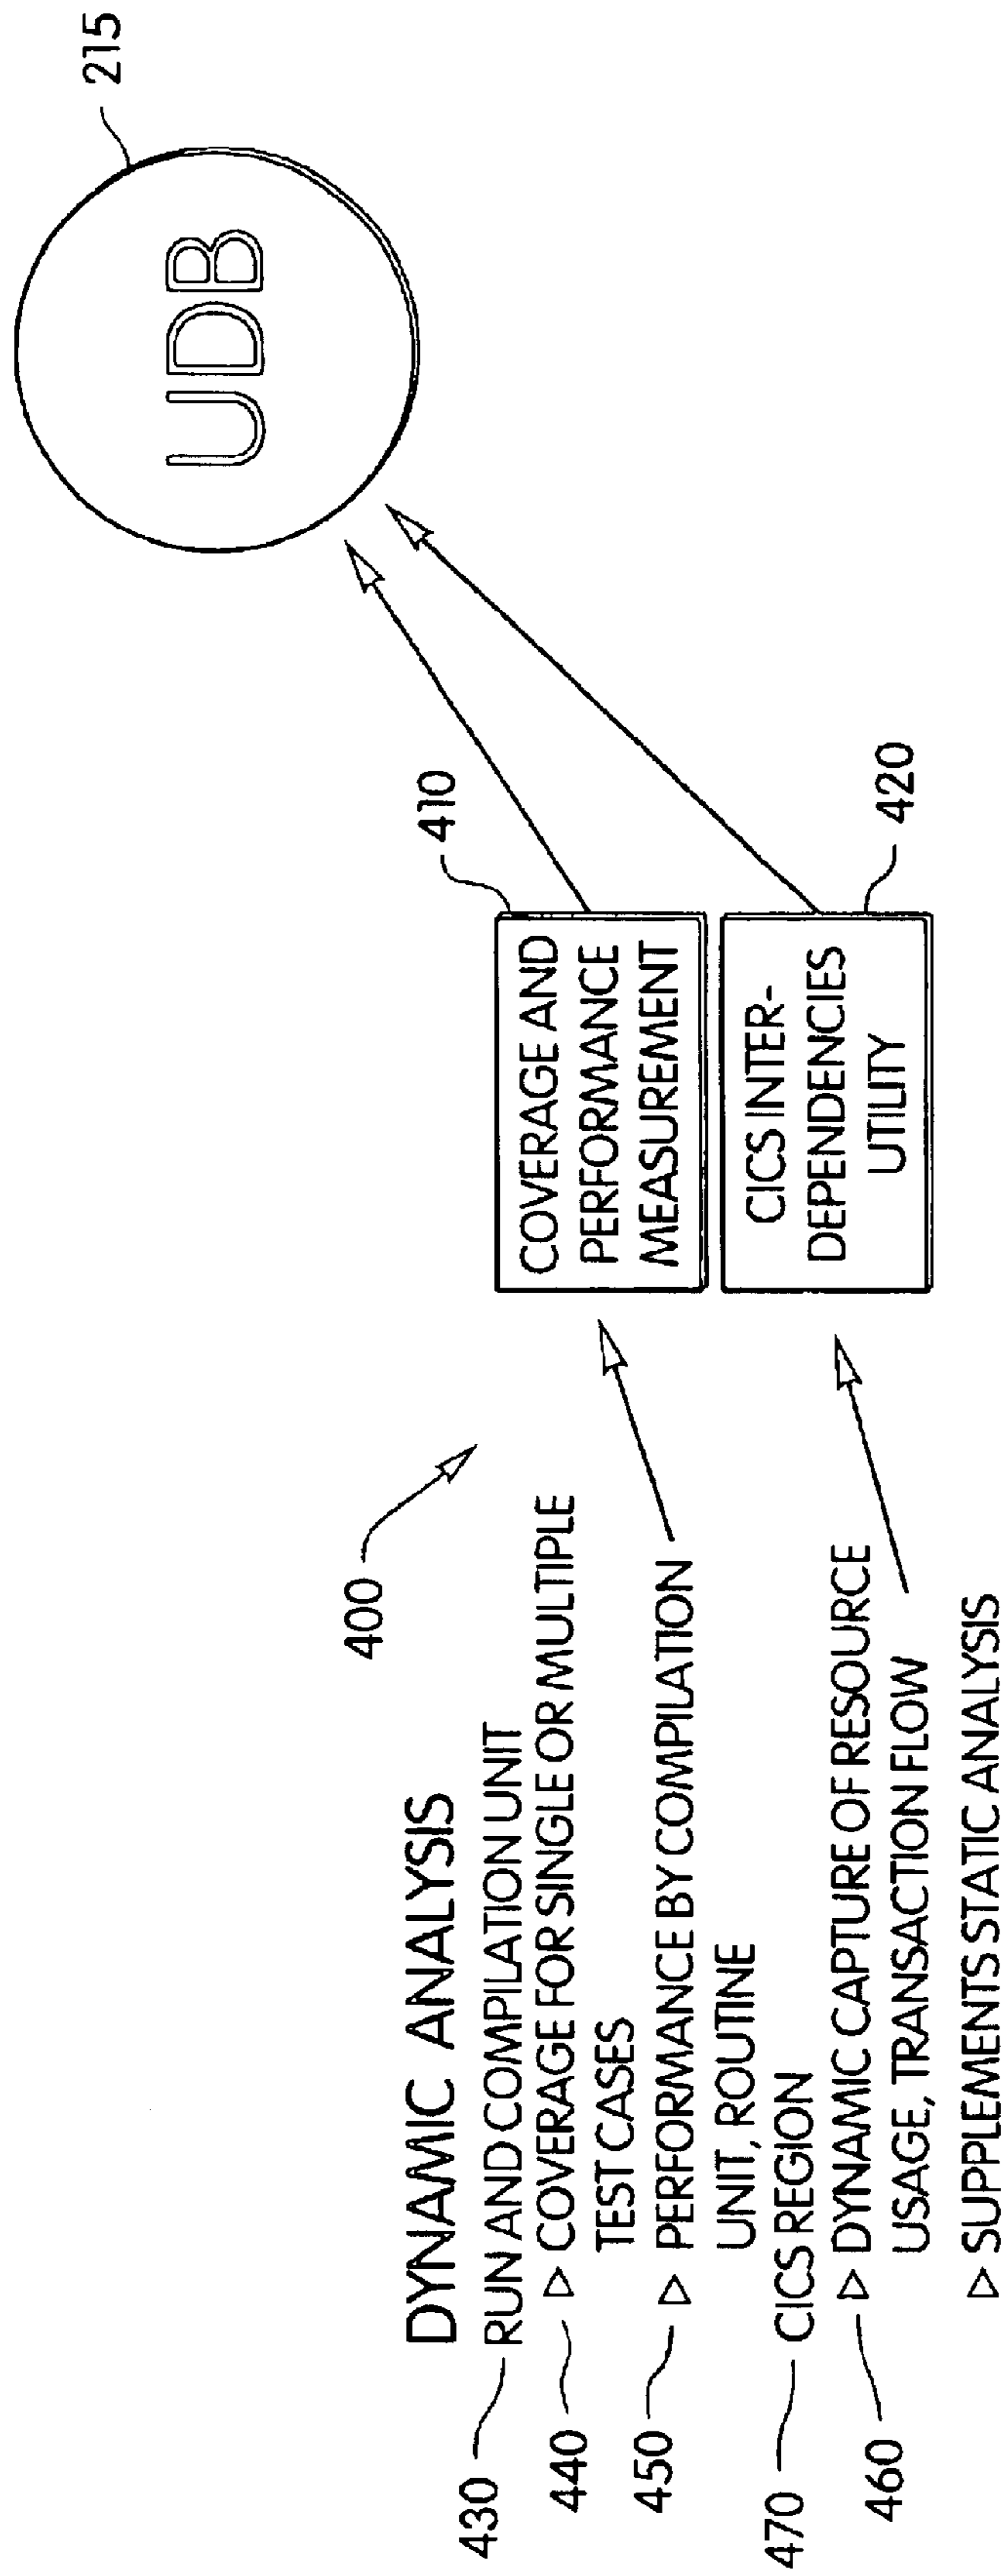 DYNAMIC ANALYSIS
400
430
RUN AND COMPILATION UNIT
440
▷ COVERAGE FOR SINGLE OR MULTIPLE
TEST CASES
450
▷ PERFORMANCE BY COMPILATION
UNIT, ROUTINE
470
CICS REGION
460
▷ DYNAMIC CAPTURE OF RESOURCE
USAGE, TRANSACTION FLOW
▷ SUPPLEMENTS STATIC ANALYSIS
410
COVERAGE AND
PERFORMANCE
MEASUREMENT
CICS INTER-
DEPENDENCIES
UTILITY
420
215
UDB